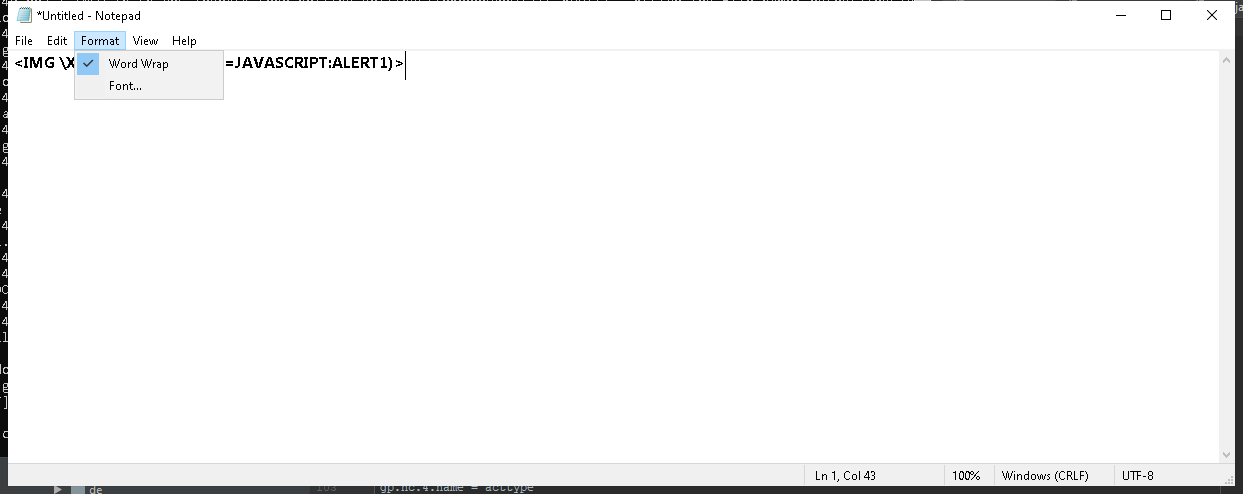 *Untitled - Notepad
File Edit Format View Help
<IMG \X =JAVASCRIPT:ALERT1)>
Word Wrap
Font...
Ln 1, Col 43 100% Windows (CRLF) UTF-8
de 103 gp.nc.4.name = acctype